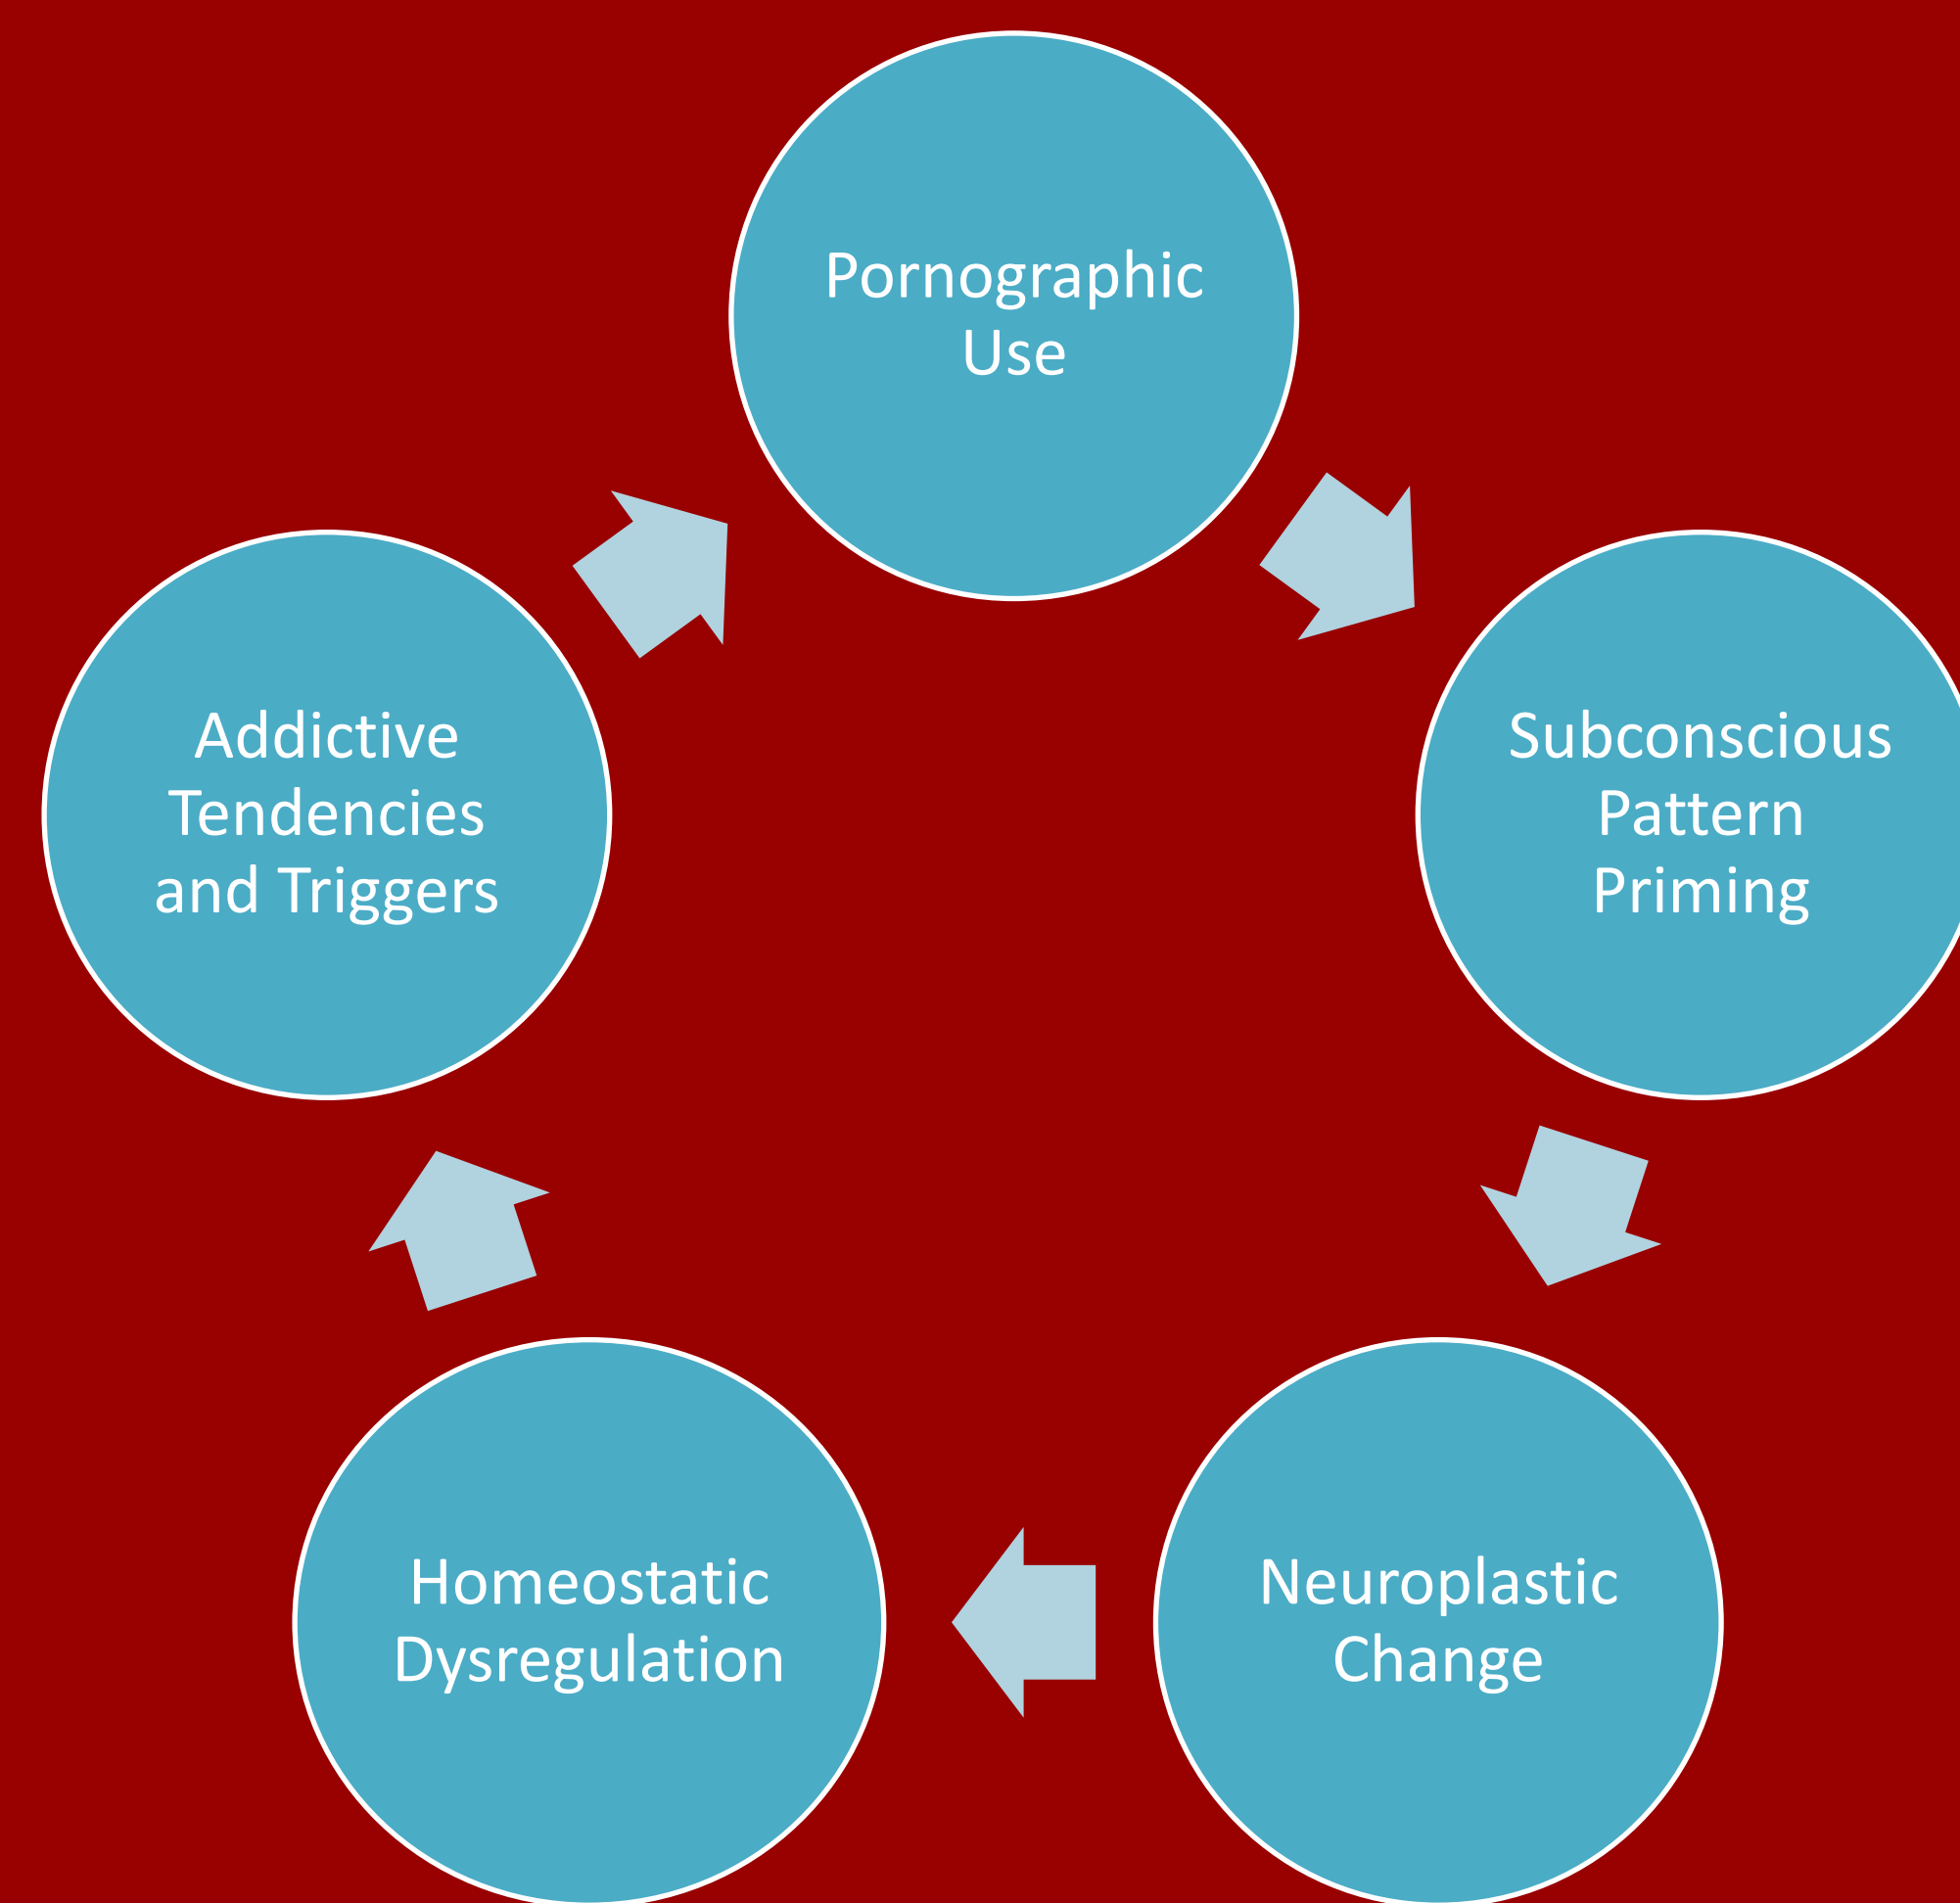 Pornographic
Use
Subconscious
Pattern
Priming
Neuroplastic
Change
Homeostatic
Dysregulation
Addictive
Tendencies
and Triggers